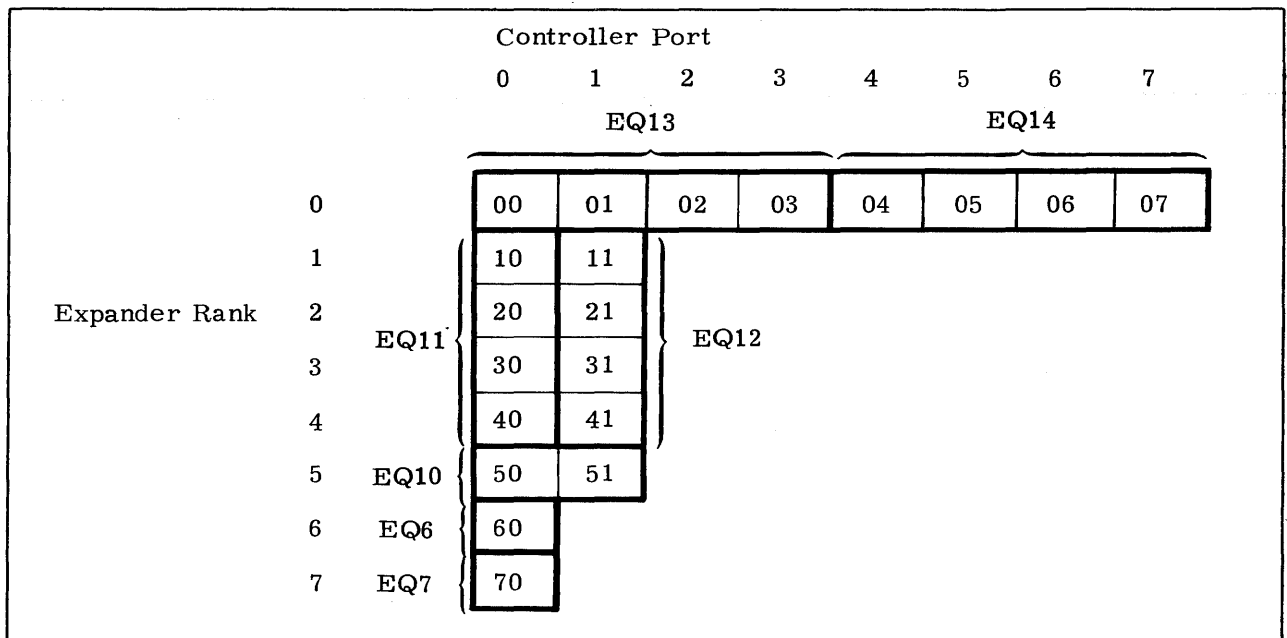 Controller Port
0 1 2 3 4 5 6 7
EQ13 EQ14
0 00 01 02 03 04 05 06 07
1 10 11
Expander Rank 2 20 21
EQ11 EQ12
3 30 31
4 40 41
5 EQ10 50 51
6 EQ6 60
7 EQ7 70